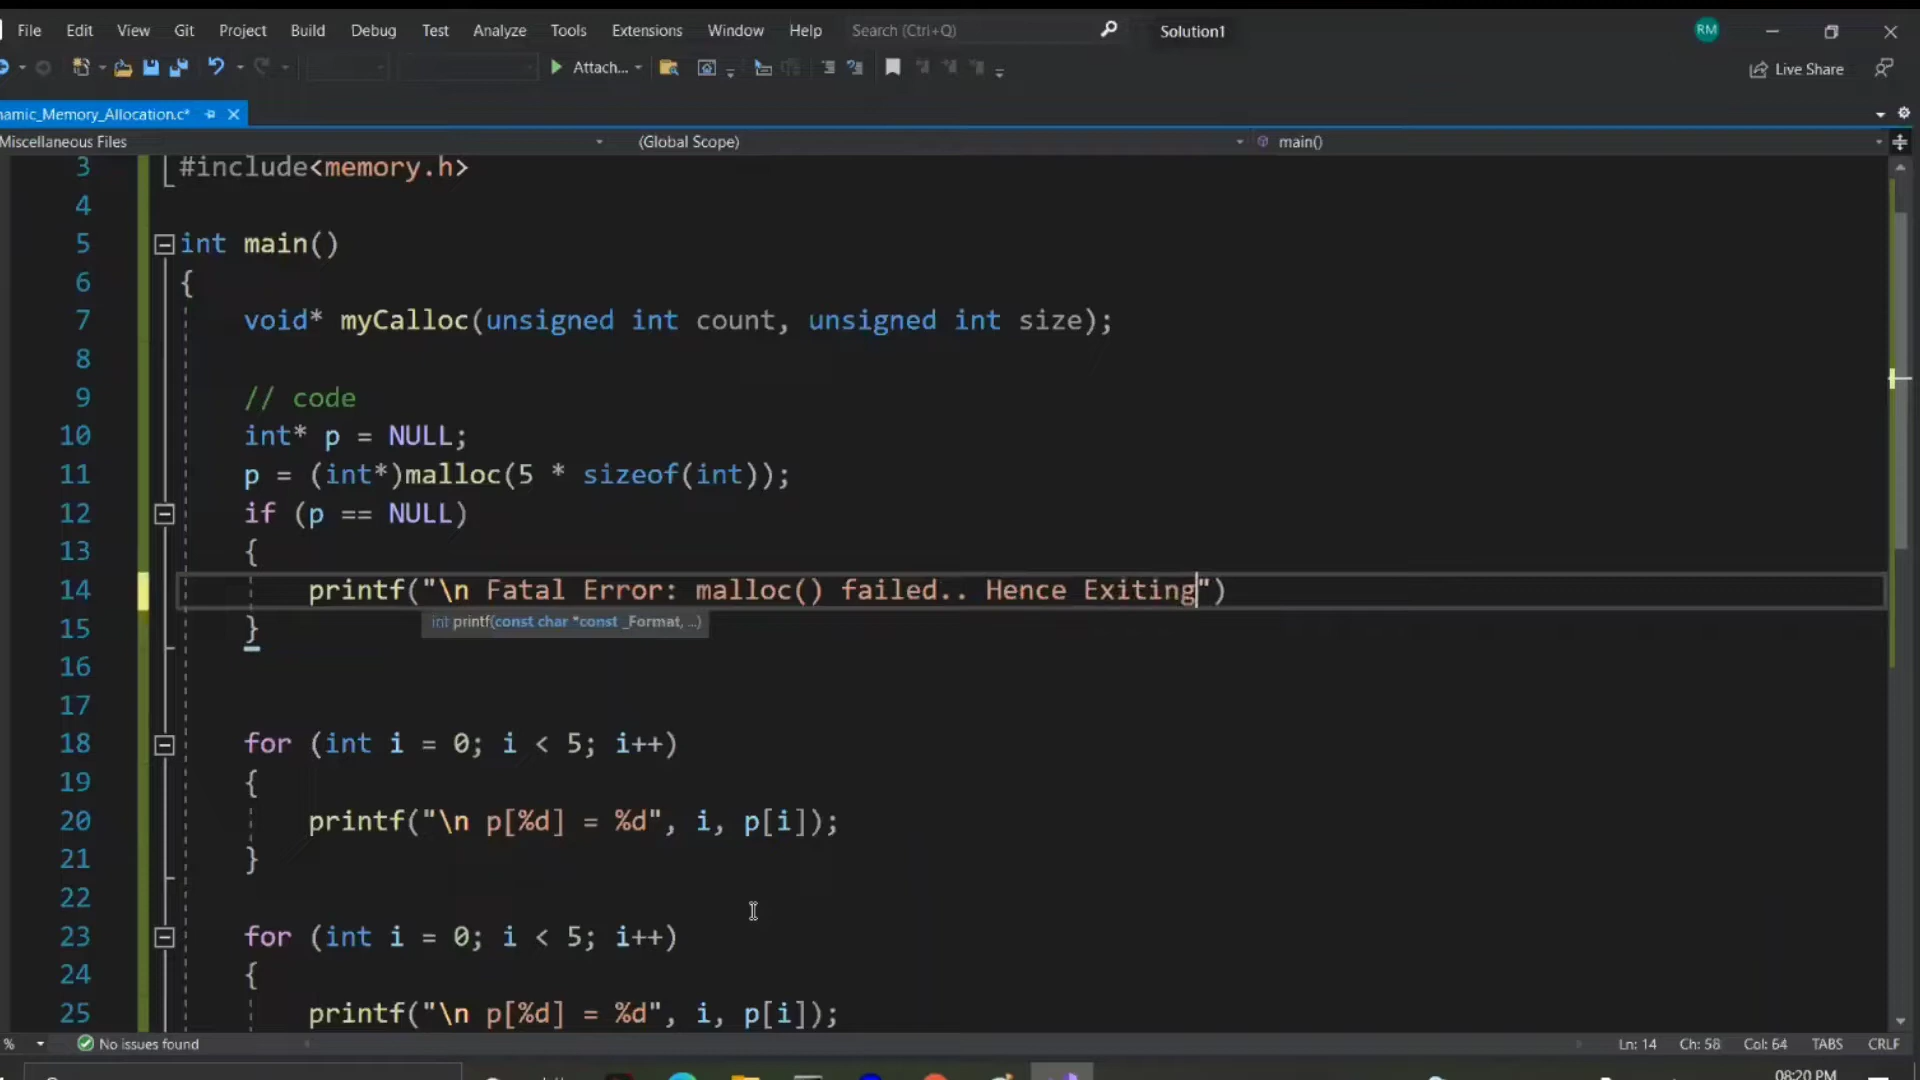 File Edit View Git Project Build Debug Test Analyze Tools Extensions Window Help Search (Ctrl+Q) Solution1 RM
Attach... Live Share
namic_Memory_Allocation.c*
Miscellaneous Files (Global Scope) main()
3 #include<memory.h>
4
5 int main()
6 {
7 void* myCalloc(unsigned int count, unsigned int size);
8
9 // code
10 int* p = NULL;
11 p = (int*)malloc(5 * sizeof(int));
12 if (p == NULL)
13 {
14 printf("\n Fatal Error: malloc() failed.. Hence Exiting")
int printf(const char *const _Format, ...)
15 }
16
17
18 for (int i = 0; i < 5; i++)
19 {
20 printf("\n p[%d] = %d", i, p[i]);
21 }
22
23 for (int i = 0; i < 5; i++)
24 {
25 printf("\n p[%d] = %d", i, p[i]);
% No issues found Ln: 14 Ch: 58 Col: 64 TABS CRLF
08:20 PM